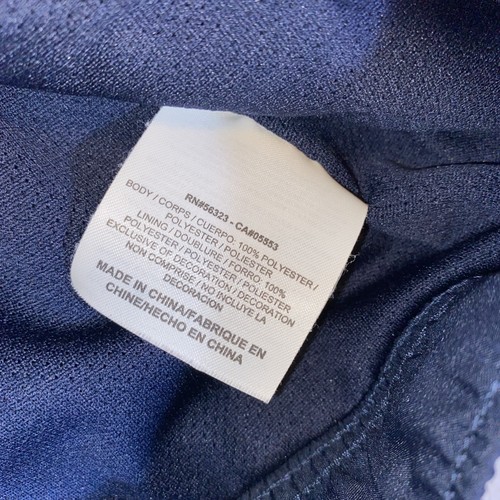 RN#56323 - CA#05553
BODY / CORPS / CUERPO: 100% POLYESTER /
POLYESTER / POLIESTER
LINING / DOUBLURE / FORRO: 100%
POLYESTER / POLYESTER / POLIESTER
EXCLUSIVE OF DECORATION / DECORATION
NON COMPRISE / NO INCLUYE LA
DECORACION
MADE IN CHINA/FABRIQUE EN
CHINE/HECHO EN CHINA